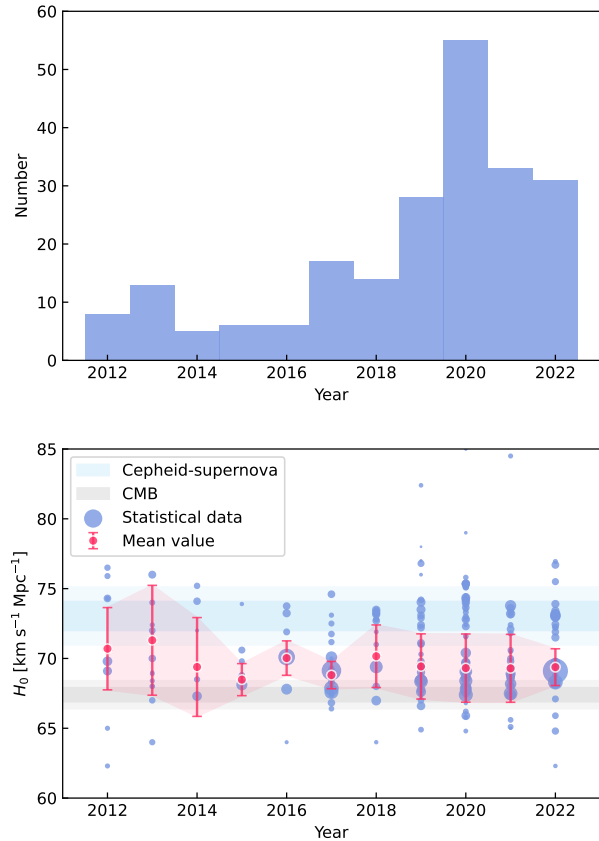 60
50
40
30
20
10
0
Number
2012 2014 2016 2018 2020 2022
Year
85
80
75
70
65
60
H₀ [km s⁻¹ Mpc⁻¹]
Cepheid-supernova
CMB
Statistical data
Mean value
2012 2014 2016 2018 2020 2022
Year